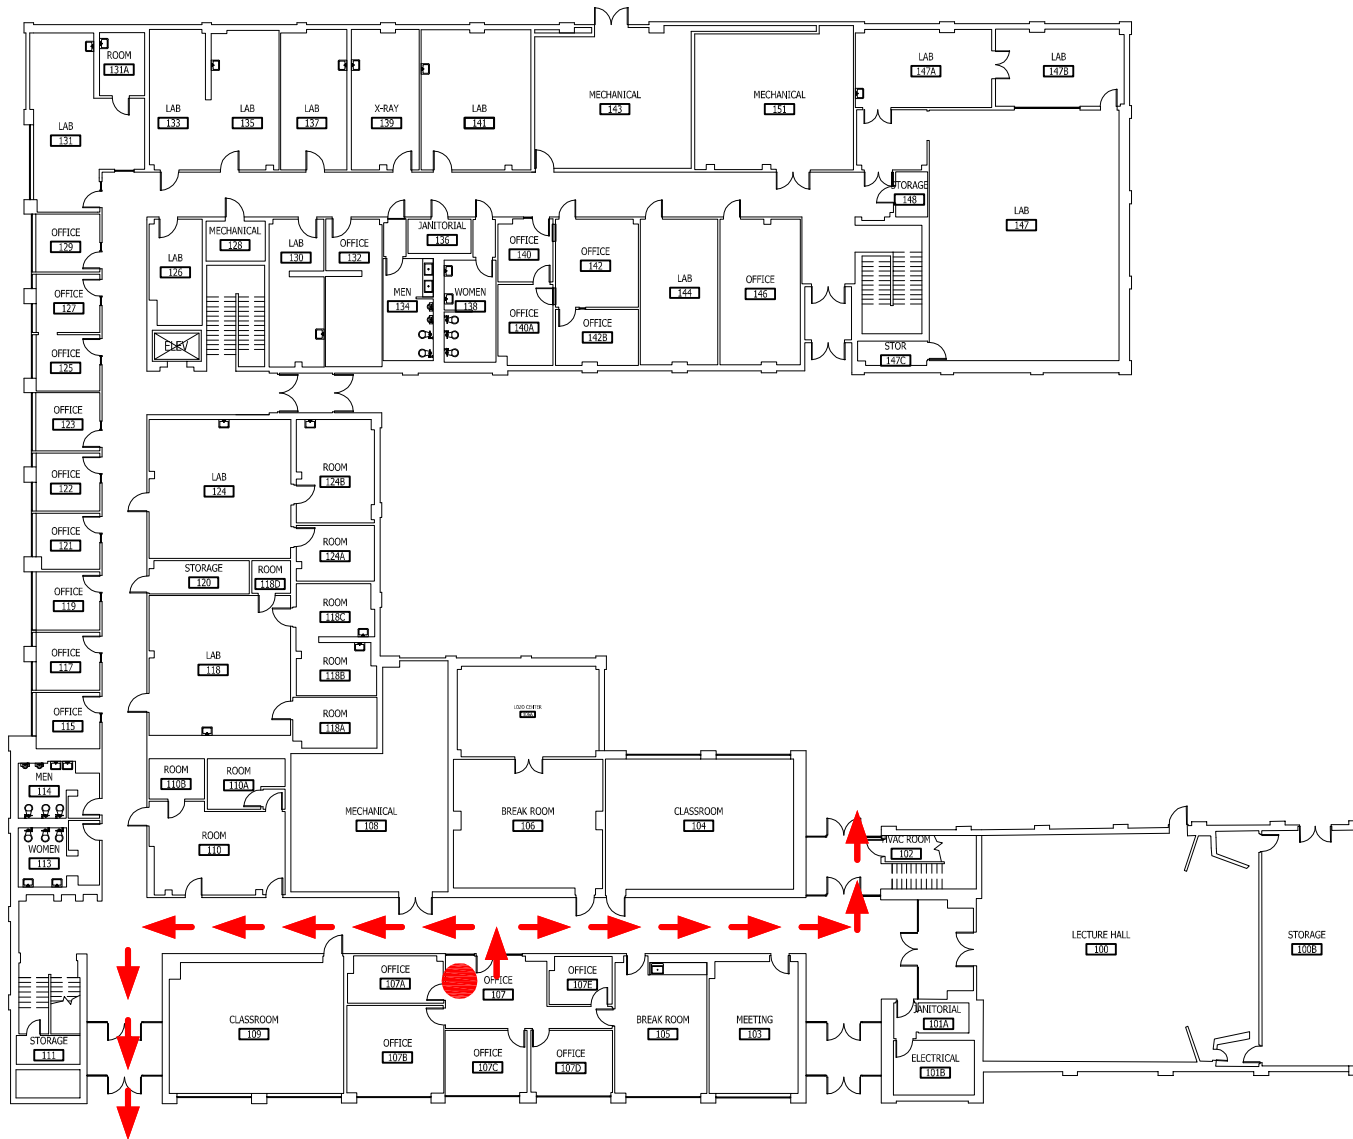 ROOM
131A
LAB
131
LAB
133
LAB
135
LAB
137
X-RAY
139
LAB
141
MECHANICAL
143
MECHANICAL
151
LAB
147A
LAB
147B
STORAGE
148
LAB
147
OFFICE
129
OFFICE
127
OFFICE
125
OFFICE
123
OFFICE
122
OFFICE
121
OFFICE
119
OFFICE
117
OFFICE
115
LAB
126
ELEV
MECHANICAL
128
LAB
130
OFFICE
132
MEN
134
JANITORIAL
136
WOMEN
138
OFFICE
140
OFFICE
140A
OFFICE
142
OFFICE
142B
LAB
144
OFFICE
146
STOR
147C
LAB
124
ROOM
124B
ROOM
124A
STORAGE
120
ROOM
118D
ROOM
118C
LAB
118
ROOM
118B
ROOM
118A
MEN
114
WOMEN
113
ROOM
110B
ROOM
110A
ROOM
110
MECHANICAL
108
BREAK ROOM
106
CLASSROOM
104
HVAC ROOM
102
LECTURE HALL
100
STORAGE
100B
STORAGE
111
CLASSROOM
109
OFFICE
107A
OFFICE
107B
OFFICE
107
OFFICE
107E
OFFICE
107C
OFFICE
107D
BREAK ROOM
105
MEETING
103
JANITORIAL
101A
ELECTRICAL
101B